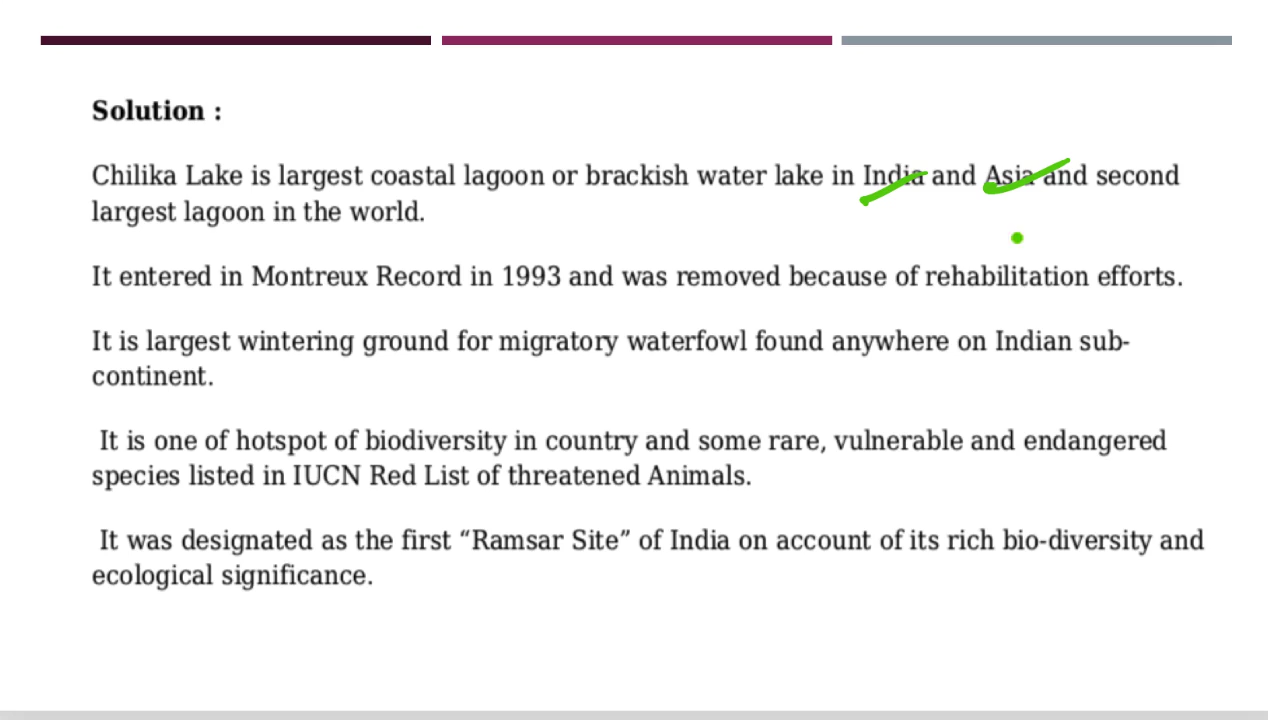 Solution :
Chilika Lake is largest coastal lagoon or brackish water lake in India and Asia and second
largest lagoon in the world.
It entered in Montreux Record in 1993 and was removed because of rehabilitation efforts.
It is largest wintering ground for migratory waterfowl found anywhere on Indian sub-
continent.
It is one of hotspot of biodiversity in country and some rare, vulnerable and endangered
species listed in IUCN Red List of threatened Animals.
It was designated as the first “Ramsar Site” of India on account of its rich bio-diversity and
ecological significance.